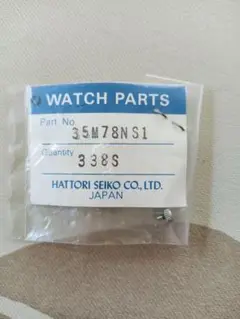 WATCH PARTS
Part No.
35M78NS1
Quantity
338S
HATTORI SEIKO CO., LTD.
JAPAN